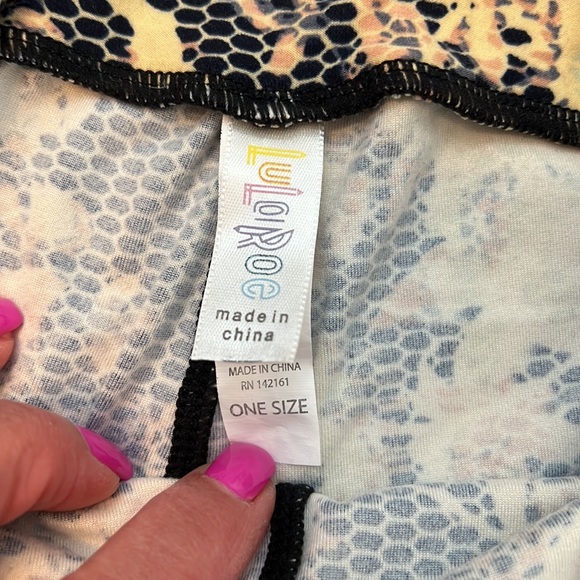 LuLaRoe
made in
china
MADE IN CHINA
RN 142161
ONE SIZE